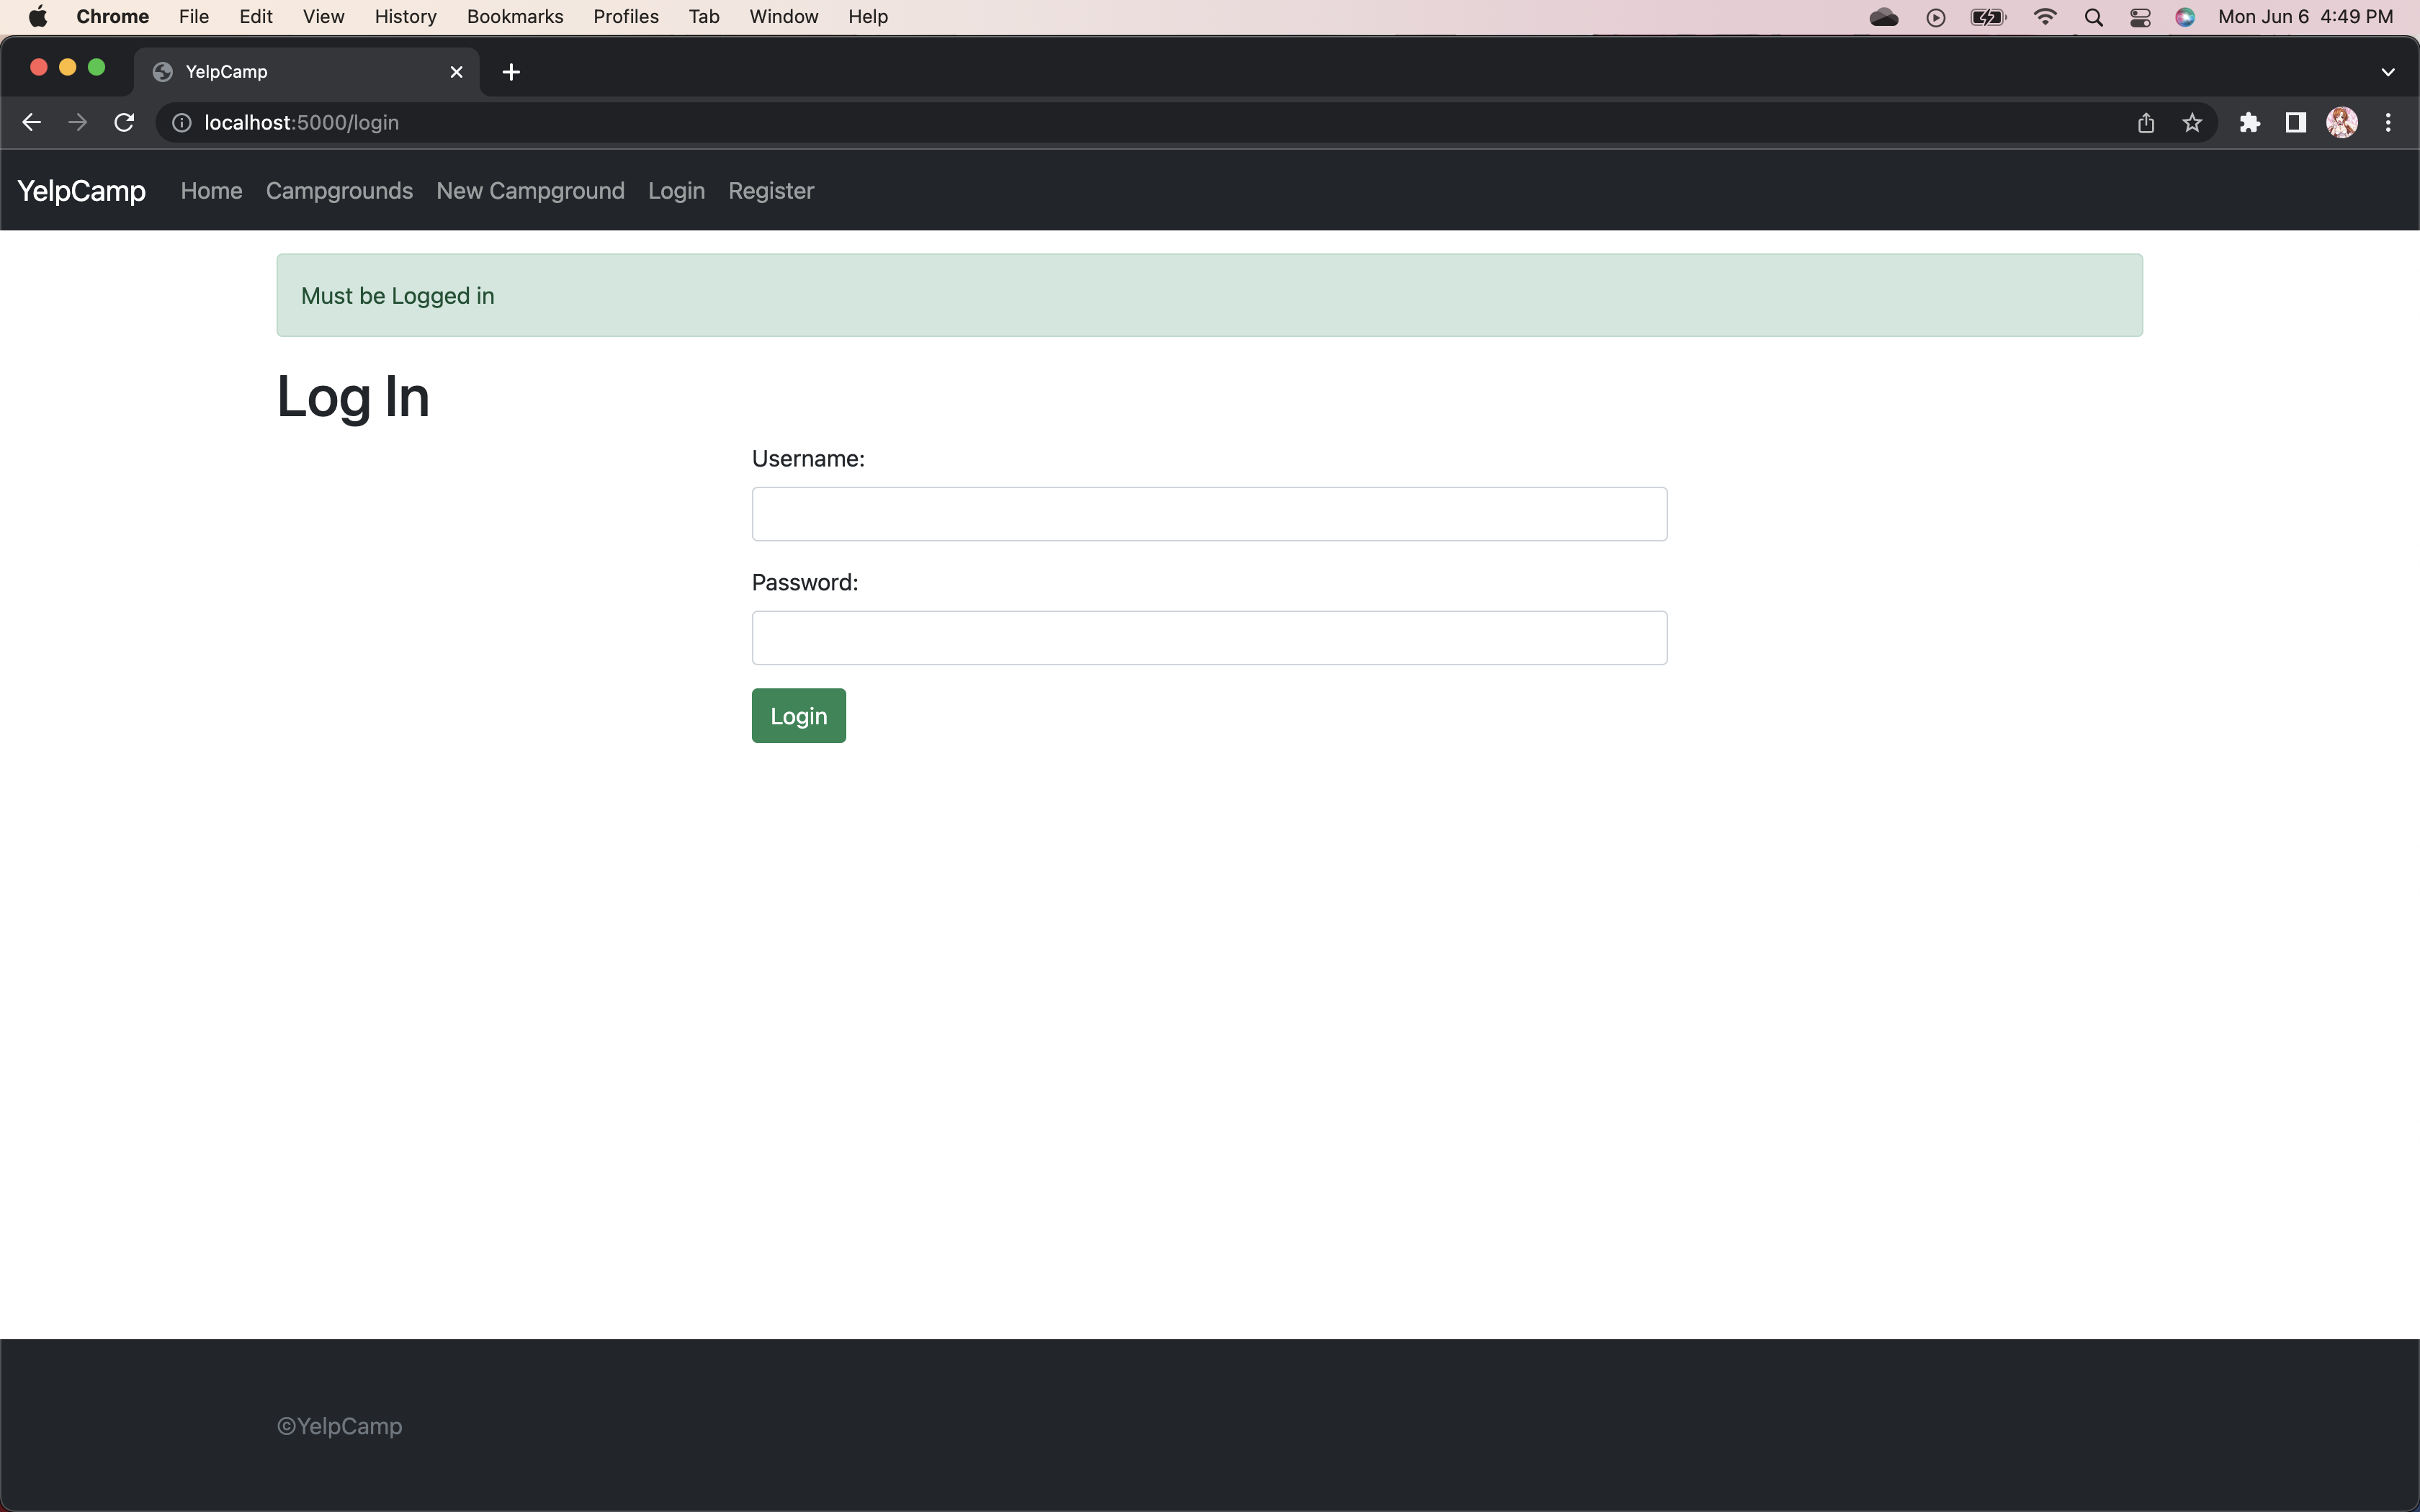 Chrome File Edit View History Bookmarks Profiles Tab Window Help Mon Jun 6 4:49 PM
YelpCamp
localhost:5000/login
YelpCamp Home Campgrounds New Campground Login Register
Must be Logged in
Log In
Username:
Password:
Login
©YelpCamp